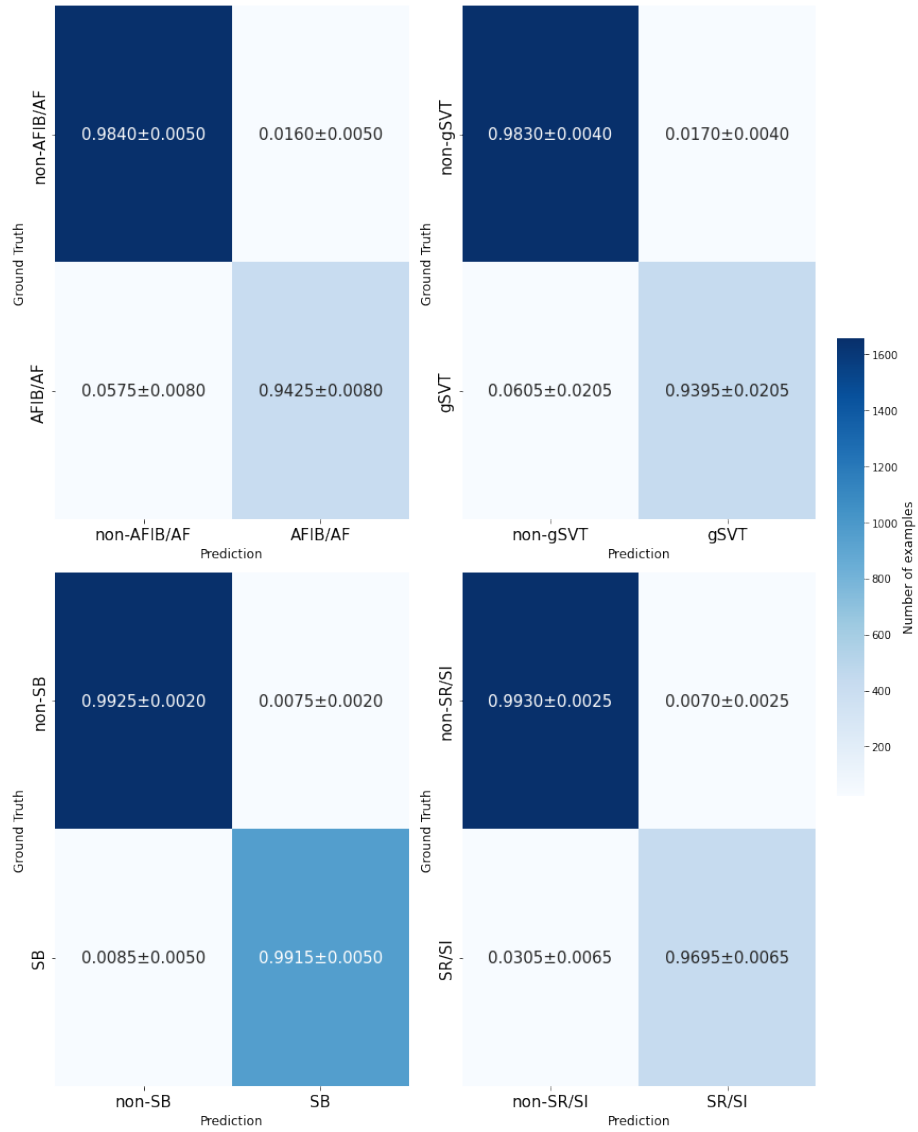 non-AFIB/AF
0.9840±0.0050
0.0160±0.0050
Ground Truth
AFIB/AF
0.0575±0.0080
0.9425±0.0080
non-AFIB/AF
AFIB/AF
Prediction
non-gSVT
0.9830±0.0040
0.0170±0.0040
Ground Truth
gSVT
0.0605±0.0205
0.9395±0.0205
non-gSVT
gSVT
Prediction
non-SB
0.9925±0.0020
0.0075±0.0020
Ground Truth
SB
0.0085±0.0050
0.9915±0.0050
non-SB
SB
Prediction
non-SR/SI
0.9930±0.0025
0.0070±0.0025
Ground Truth
SR/SI
0.0305±0.0065
0.9695±0.0065
non-SR/SI
SR/SI
Prediction
1600
1400
1200
1000
800
600
400
200
Number of examples